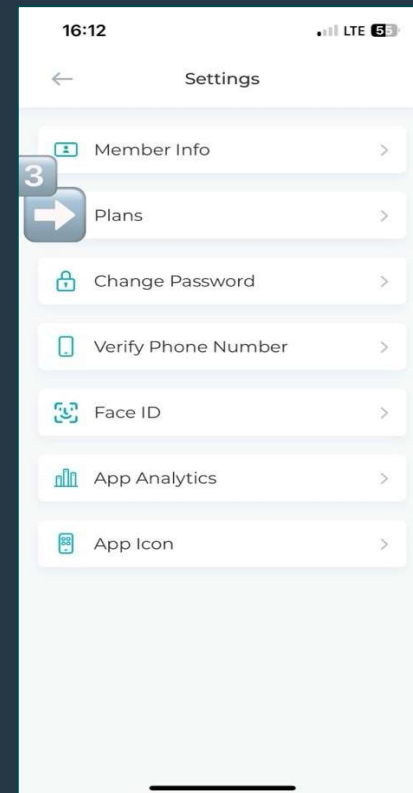 16:12 LTE 55
Settings
Member Info
3
Plans
Change Password
Verify Phone Number
Face ID
App Analytics
App Icon